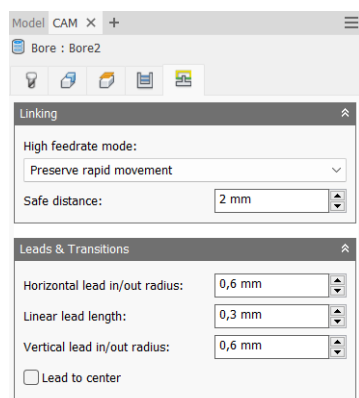 Model CAM
Bore : Bore2
Linking
High feedrate mode:
Preserve rapid movement
Safe distance: 2 mm
Leads & Transitions
Horizontal lead in/out radius: 0,6 mm
Linear lead length: 0,3 mm
Vertical lead in/out radius: 0,6 mm
Lead to center